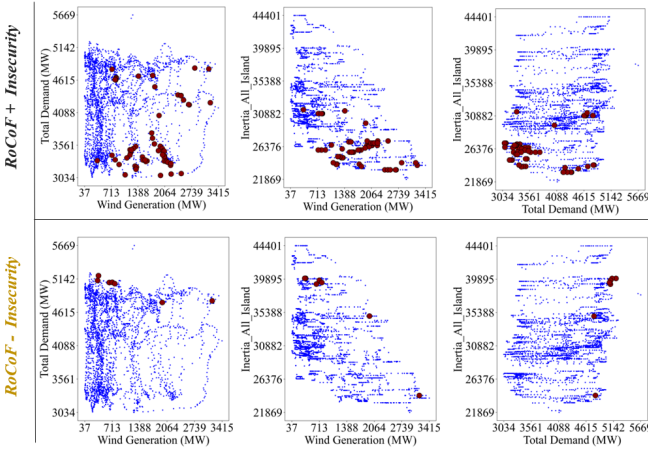 RoCoF + Insecurity
Total Demand (MW)
5669
5142
4615
4088
3561
3034
37 713 1388 2064 2739 3415
Wind Generation (MW)
Inertia_All_Island
44401
39895
35388
30882
26376
21869
37 713 1388 2064 2739 3415
Wind Generation (MW)
Inertia_All_Island
44401
39895
35388
30882
26376
21869
3034 3561 4088 4615 5142 5669
Total Demand (MW)
RoCoF - Insecurity
Total Demand (MW)
5669
5142
4615
4088
3561
3034
37 713 1388 2064 2739 3415
Wind Generation (MW)
Inertia_All_Island
44401
39895
35388
30882
26376
21869
37 713 1388 2064 2739 3415
Wind Generation (MW)
Inertia_All_Island
44401
39895
35388
30882
26376
21869
3034 3561 4088 4615 5142 5669
Total Demand (MW)